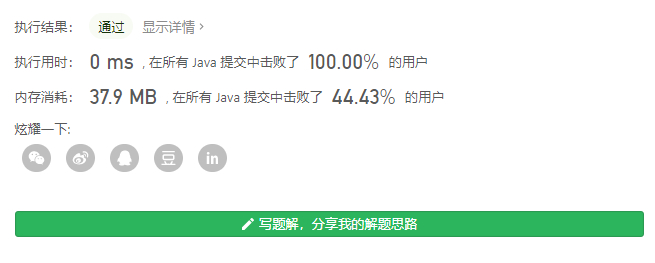 执行结果： 通过 显示详情 ›
执行用时： 0 ms , 在所有 Java 提交中击败了 100.00% 的用户
内存消耗： 37.9 MB , 在所有 Java 提交中击败了 44.43% 的用户
炫耀一下:
豆 in
写题解，分享我的解题思路